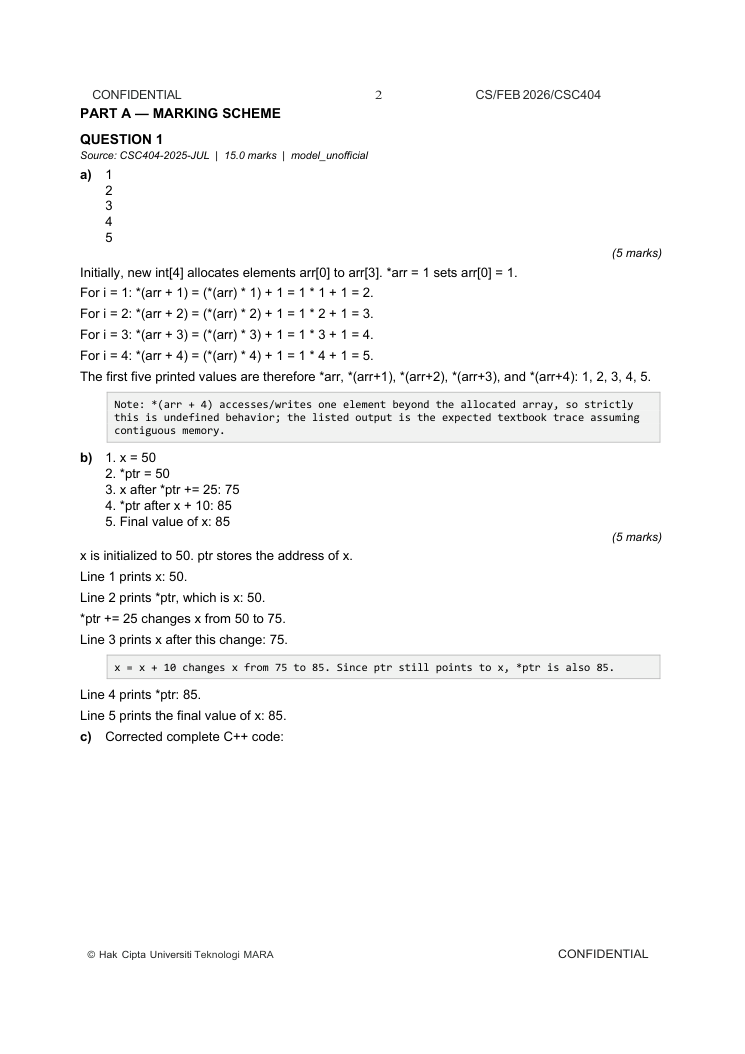 CONFIDENTIAL 2 CS/FEB 2026/CSC404
PART A — MARKING SCHEME
QUESTION 1
Source: CSC404-2025-JUL | 15.0 marks | model_unofficial
a) 1
2
3
4
5
(5 marks)
Initially, new int[4] allocates elements arr[0] to arr[3]. *arr = 1 sets arr[0] = 1.
For i = 1: *(arr + 1) = (*(arr) * 1) + 1 = 1 * 1 + 1 = 2.
For i = 2: *(arr + 2) = (*(arr) * 2) + 1 = 1 * 2 + 1 = 3.
For i = 3: *(arr + 3) = (*(arr) * 3) + 1 = 1 * 3 + 1 = 4.
For i = 4: *(arr + 4) = (*(arr) * 4) + 1 = 1 * 4 + 1 = 5.
The first five printed values are therefore *arr, *(arr+1), *(arr+2), *(arr+3), and *(arr+4): 1, 2, 3, 4, 5.
Note: *(arr + 4) accesses/writes one element beyond the allocated array, so strictly
this is undefined behavior; the listed output is the expected textbook trace assuming
contiguous memory.
b) 1. x = 50
2. *ptr = 50
3. x after *ptr += 25: 75
4. *ptr after x + 10: 85
5. Final value of x: 85
(5 marks)
x is initialized to 50. ptr stores the address of x.
Line 1 prints x: 50.
Line 2 prints *ptr, which is x: 50.
*ptr += 25 changes x from 50 to 75.
Line 3 prints x after this change: 75.
x = x + 10 changes x from 75 to 85. Since ptr still points to x, *ptr is also 85.
Line 4 prints *ptr: 85.
Line 5 prints the final value of x: 85.
c) Corrected complete C++ code:
© Hak Cipta Universiti Teknologi MARA CONFIDENTIAL